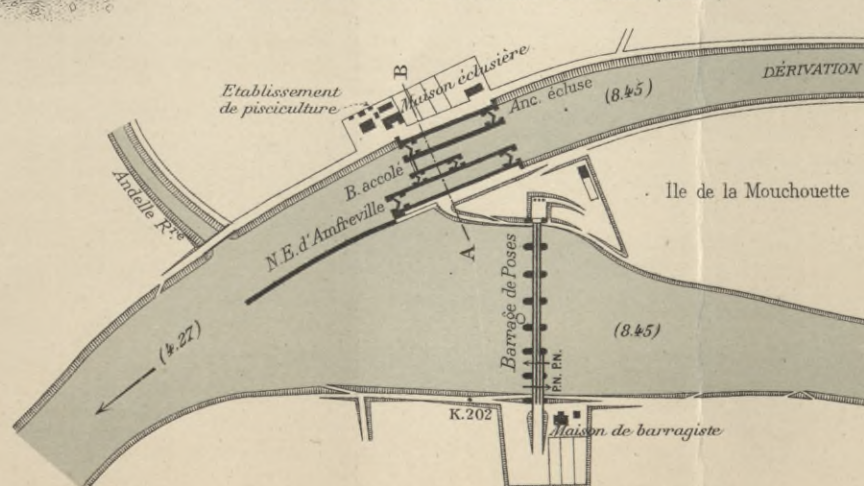 B
Maison éclusière
Etablissement
de pisciculture
Anc. écluse
(8.45)
DÉRIVATION
Andelle Rre
B. accolé
N.E. d'Amfreville
A
Ile de la Mouchouette
Barrage de Poses
(8.45)
(4.27)
P.N. P.N.
K.202
Maison de barragiste